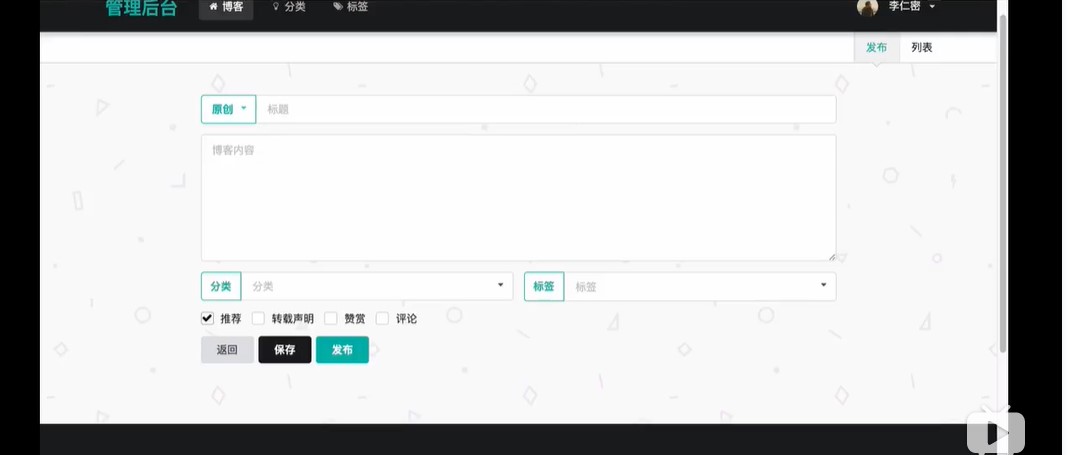 管理后台 博客 分类 标签 李仁密
发布 列表
原创 标题
博客内容
分类 分类 标签 标签
推荐 转载声明 赞赏 评论
返回 保存 发布